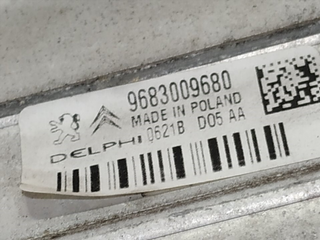 9683009680
MADE IN POLAND
0621B D05 AA
DELPHI